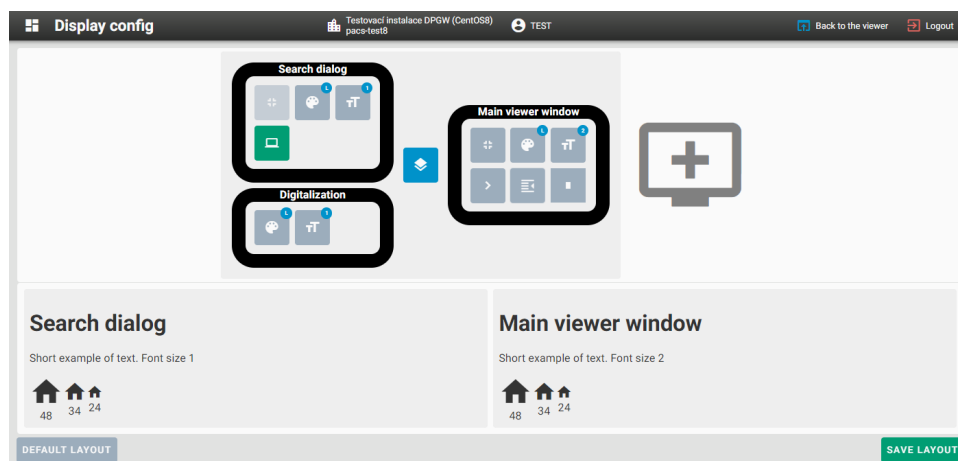 Display config
Testovací instalace DPGW (CentOS8)
pacs-test8
TEST
Back to the viewer
Logout
Search dialog
L
1
Main viewer window
L
2
Digitalization
L
1
Search dialog
Short example of text. Font size 1
48 34 24
Main viewer window
Short example of text. Font size 2
48 34 24
DEFAULT LAYOUT
SAVE LAYOUT